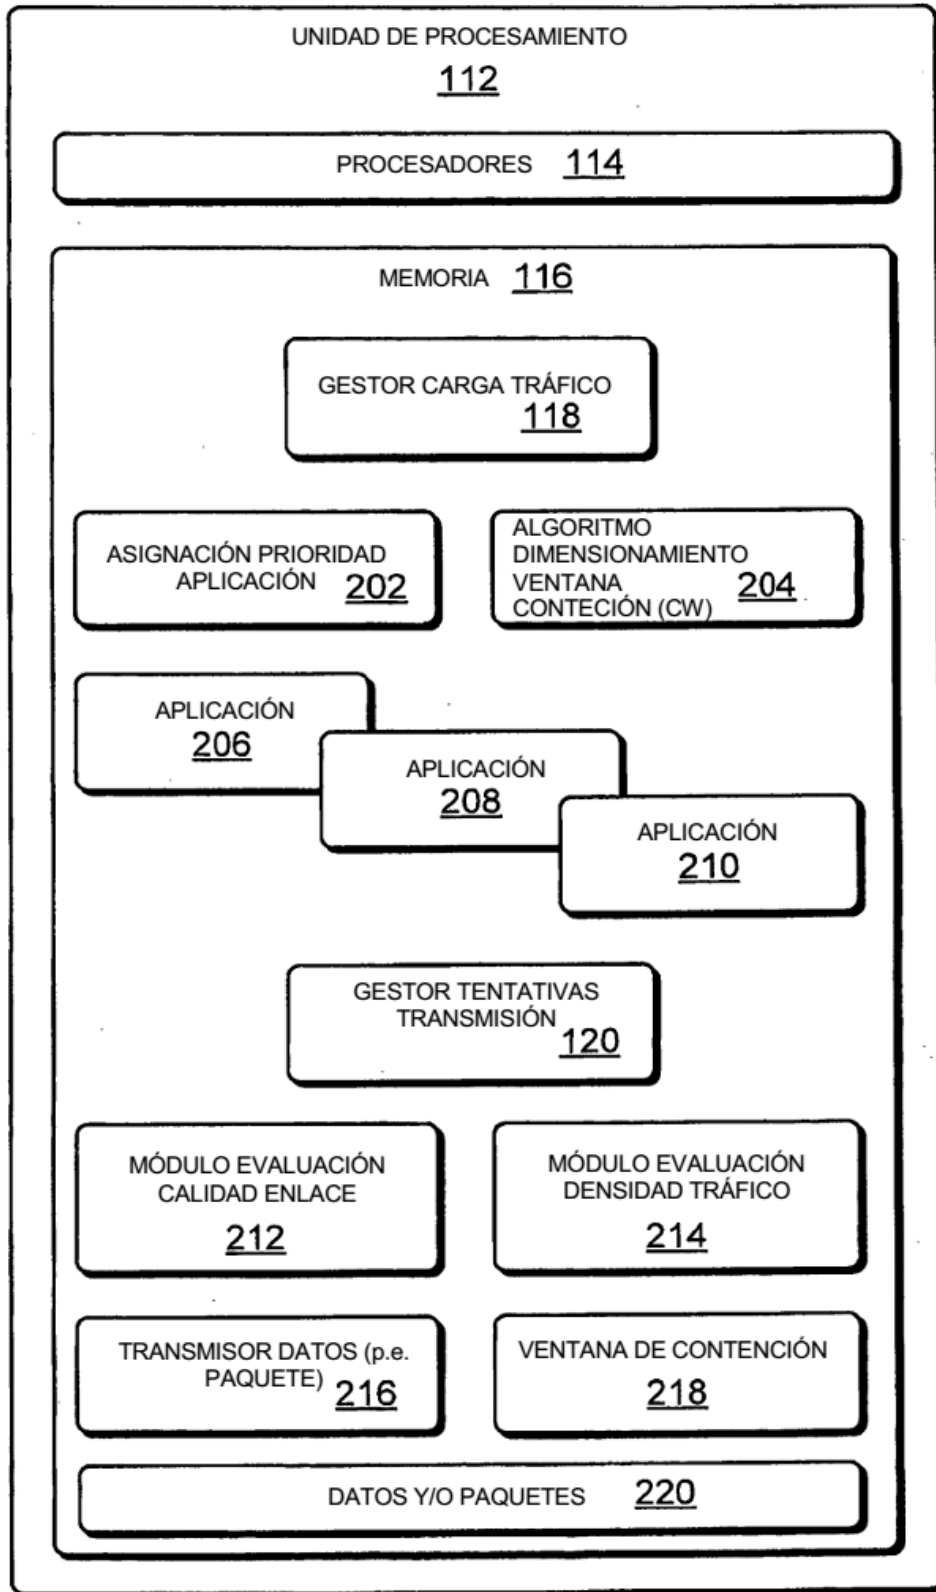 UNIDAD DE PROCESAMIENTO
112
PROCESADORES 114
MEMORIA 116
GESTOR CARGA TRÁFICO
118
ASIGNACIÓN PRIORIDAD
APLICACIÓN 202
ALGORITMO
DIMENSIONAMIENTO
VENTANA 204
CONTECIÓN (CW)
APLICACIÓN
206
APLICACIÓN
208
APLICACIÓN
210
GESTOR TENTATIVAS
TRANSMISIÓN
120
MÓDULO EVALUACIÓN
CALIDAD ENLACE
212
MÓDULO EVALUACIÓN
DENSIDAD TRÁFICO
214
TRANSMISOR DATOS (p.e.
PAQUETE) 216
VENTANA DE CONTENCIÓN
218
DATOS Y/O PAQUETES 220